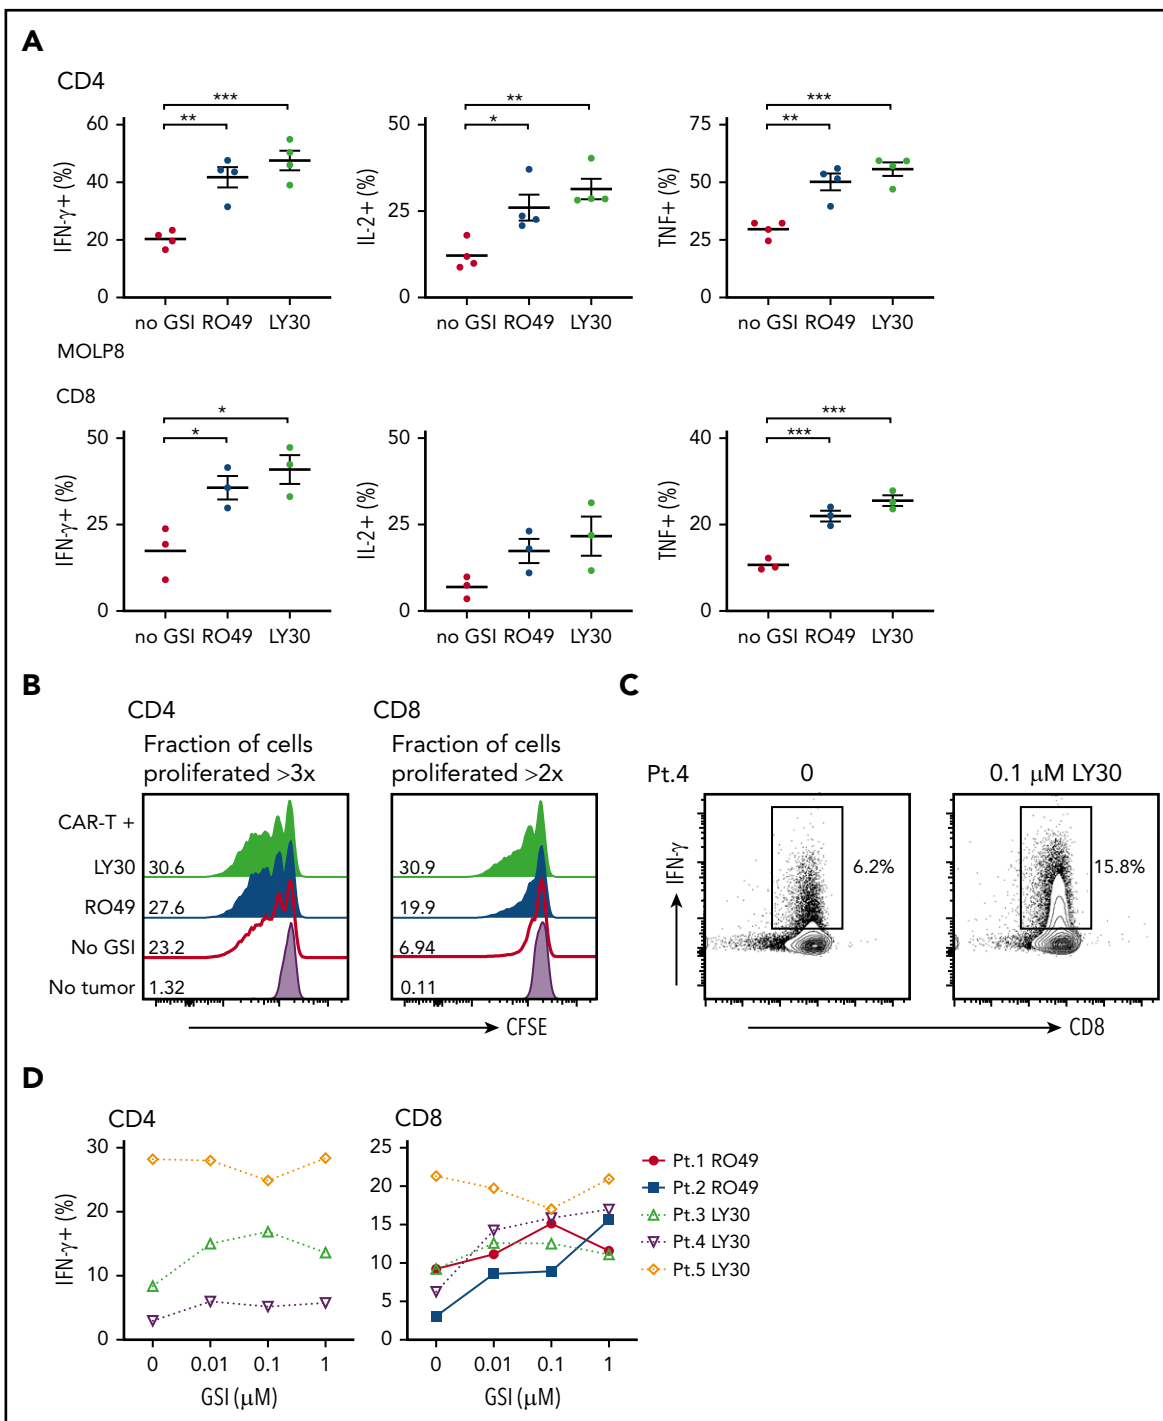 A
CD4
*** ** *** 
** * **
60 50 75
40 25 50
20 0 25
0 0
IFN-γ+ (%) IL-2+ (%) TNF+ (%)
no GSI RO49 LY30 no GSI RO49 LY30 no GSI RO49 LY30
MOLP8
CD8
* ***
* ***
50 50 40
25 25 20
0 0 0
IFN-γ+ (%) IL-2+ (%) TNF+ (%)
no GSI RO49 LY30 no GSI RO49 LY30 no GSI RO49 LY30
B
CD4 CD8
Fraction of cells Fraction of cells
proliferated >3x proliferated >2x
CAR-T +
LY30 30.6 30.9
RO49 27.6 19.9
No GSI 23.2 6.94
No tumor 1.32 0.11
CFSE
C
Pt.4 0 0.1 μM LY30
IFN-γ
6.2% 15.8%
CD8
D
CD4 CD8
30 25
20 20
10 15
0 10
5
0
IFN-γ+ (%)
0 0.01 0.1 1 0 0.01 0.1 1
GSI (μM) GSI (μM)
Pt.1 RO49
Pt.2 RO49
Pt.3 LY30
Pt.4 LY30
Pt.5 LY30